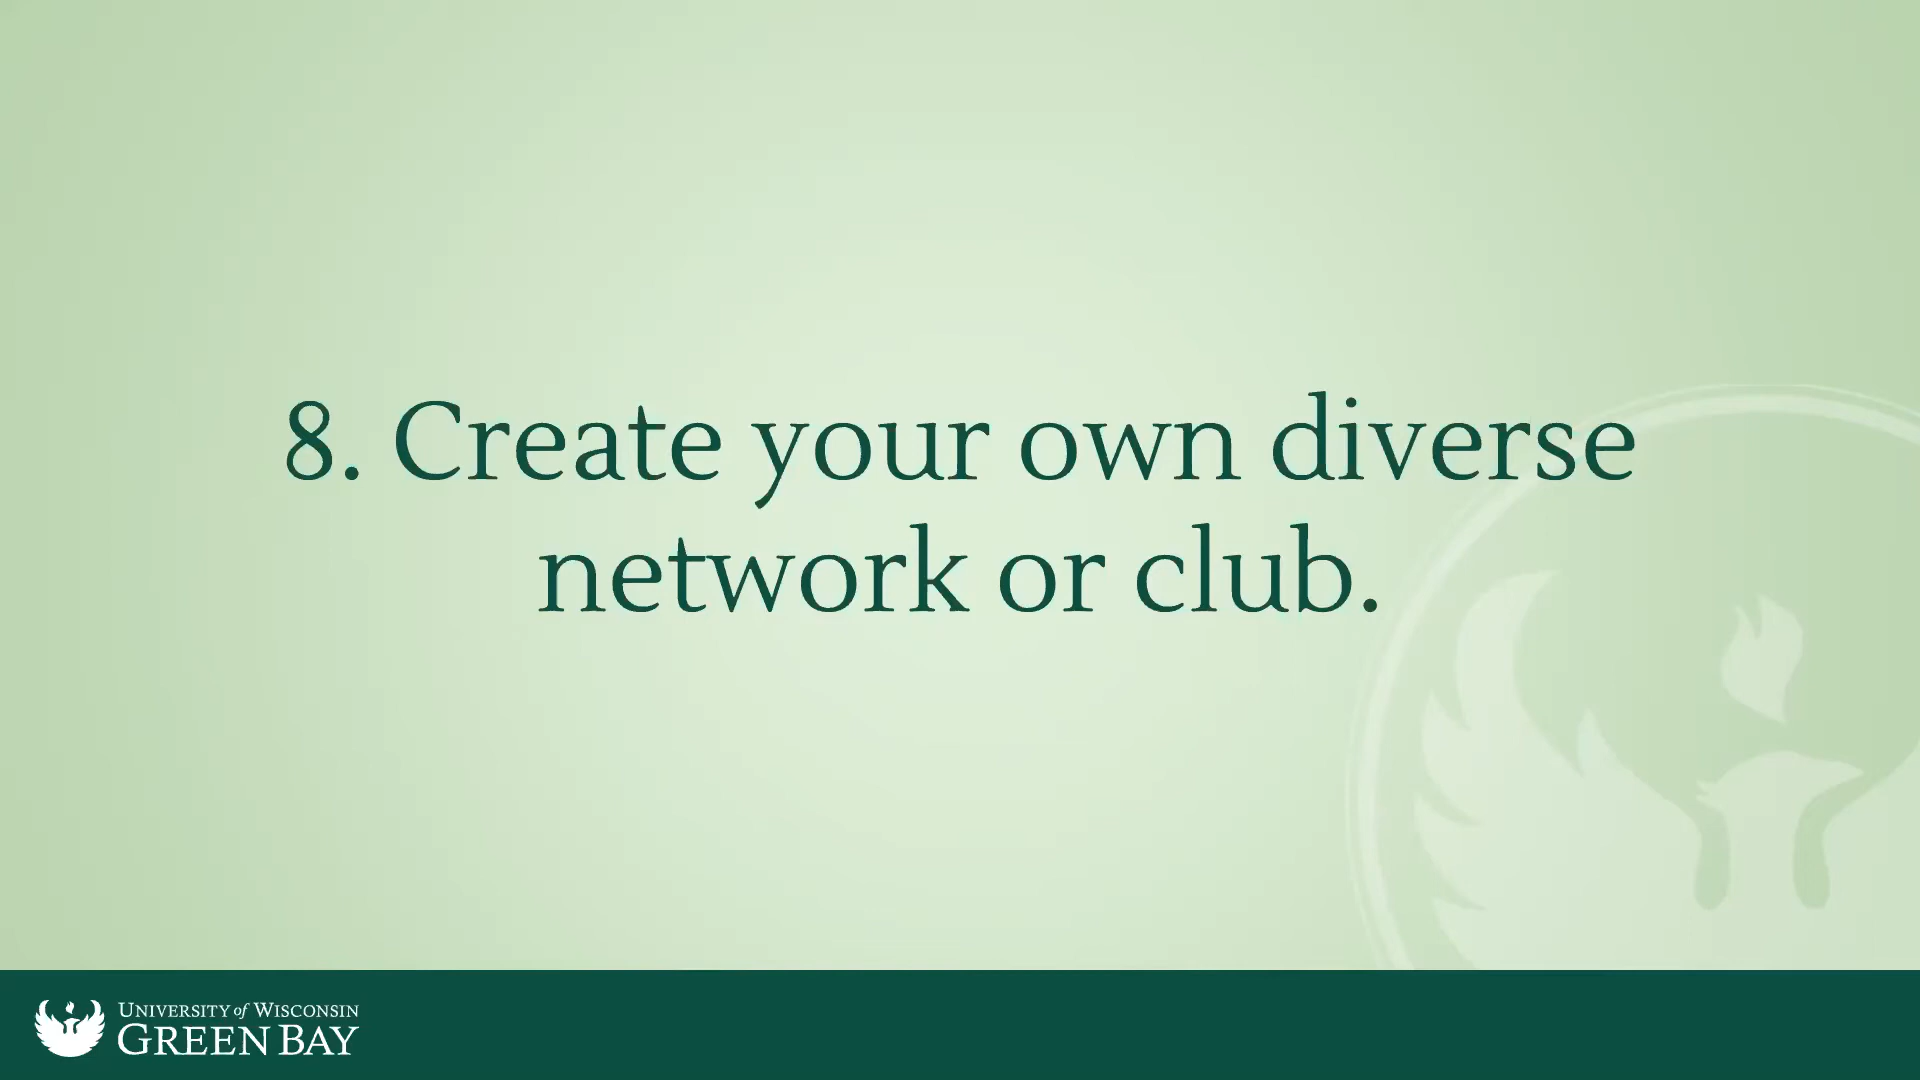 8. Create your own diverse
network or club.
University of Wisconsin
Green Bay